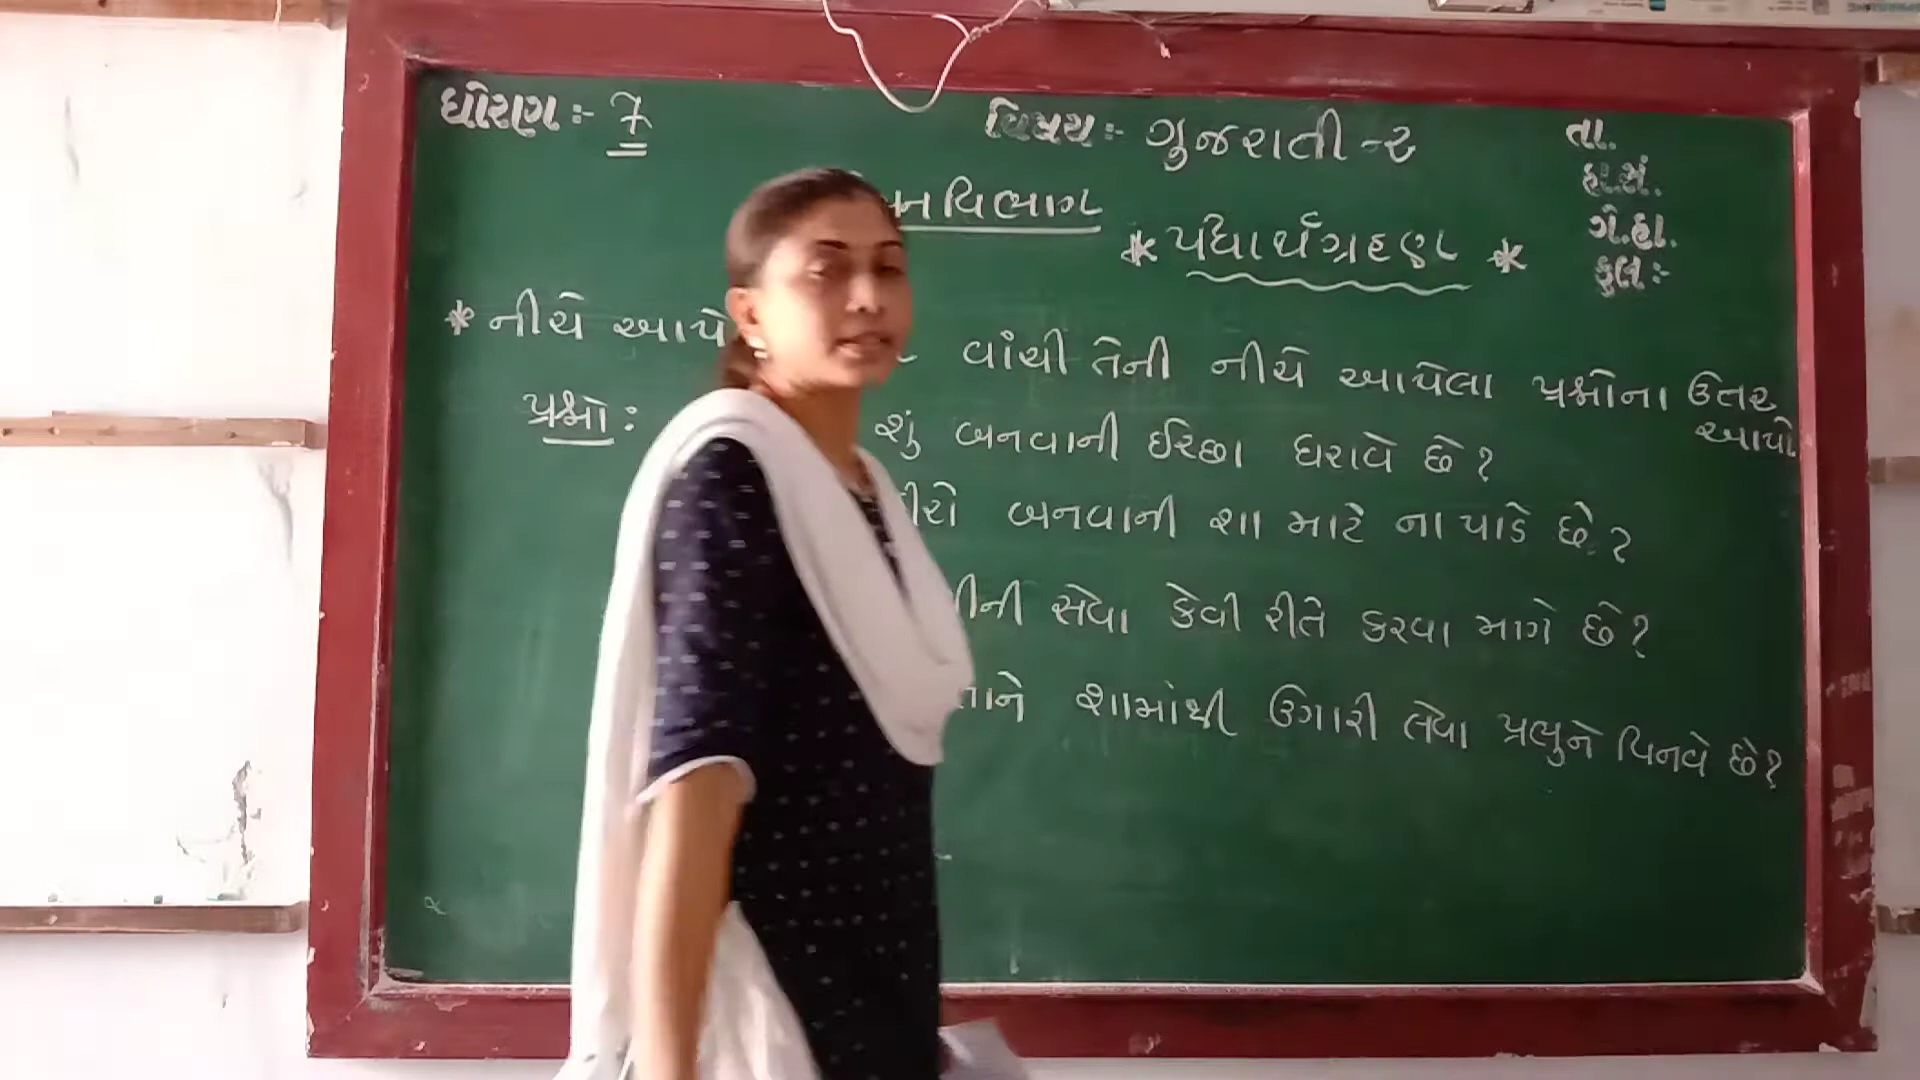 ધોરણ :- 7
વિષય :- ગુજરાતી -૨
તા.
હા.સં.
ગે.હા.
કુલ :-
વિભાગ
* પદ્યાર્થગ્રહણ *
* નીચે આપે વાંચી તેની નીચે આપેલા પ્રશ્નોના ઉત્તર
આપો
પ્રશ્નો : શું બનવાની ઈચ્છા ધરાવે છે ?
બનવાની શા માટે ના પાડે છે ?
સેવા કેવી રીતે કરવા માગે છે ?
શામાંથી ઉગારી લેવા પ્રભુને વિનવે છે ?